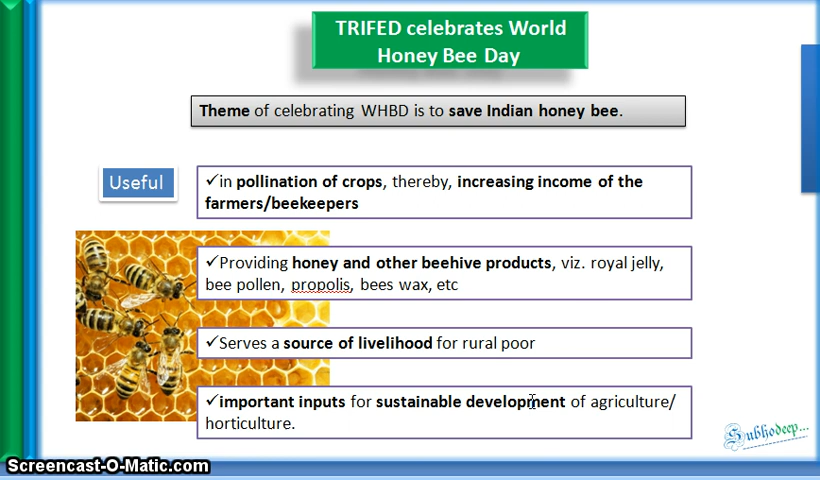 TRIFED celebrates World
Honey Bee Day
Theme of celebrating WHBD is to save Indian honey bee.
Useful
✓in pollination of crops, thereby, increasing income of the
farmers/beekeepers
✓Providing honey and other beehive products, viz. royal jelly,
bee pollen, propolis, bees wax, etc
✓Serves a source of livelihood for rural poor
✓important inputs for sustainable development of agriculture/
horticulture.
Subhodeep...
Screencast-O-Matic.com